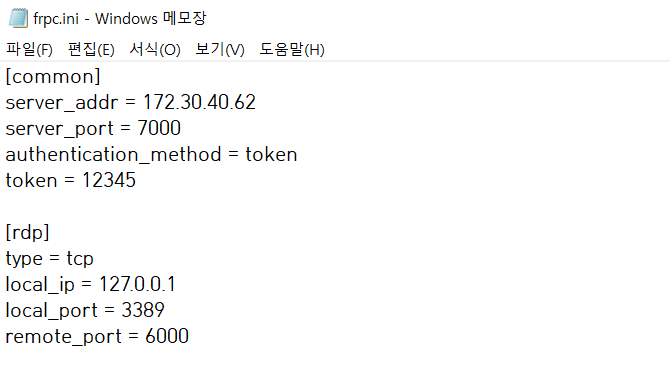 frpc.ini - Windows 메모장
파일(F) 편집(E) 서식(O) 보기(V) 도움말(H)
[common]
server_addr = 172.30.40.62
server_port = 7000
authentication_method = token
token = 12345

[rdp]
type = tcp
local_ip = 127.0.0.1
local_port = 3389
remote_port = 6000